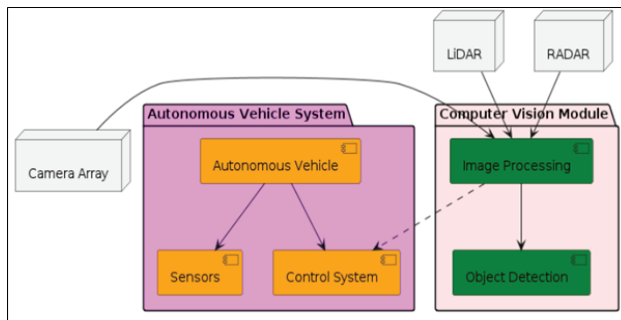 LiDAR
RADAR
Autonomous Vehicle System
Computer Vision Module
Camera Array
Autonomous Vehicle
Image Processing
Sensors
Control System
Object Detection